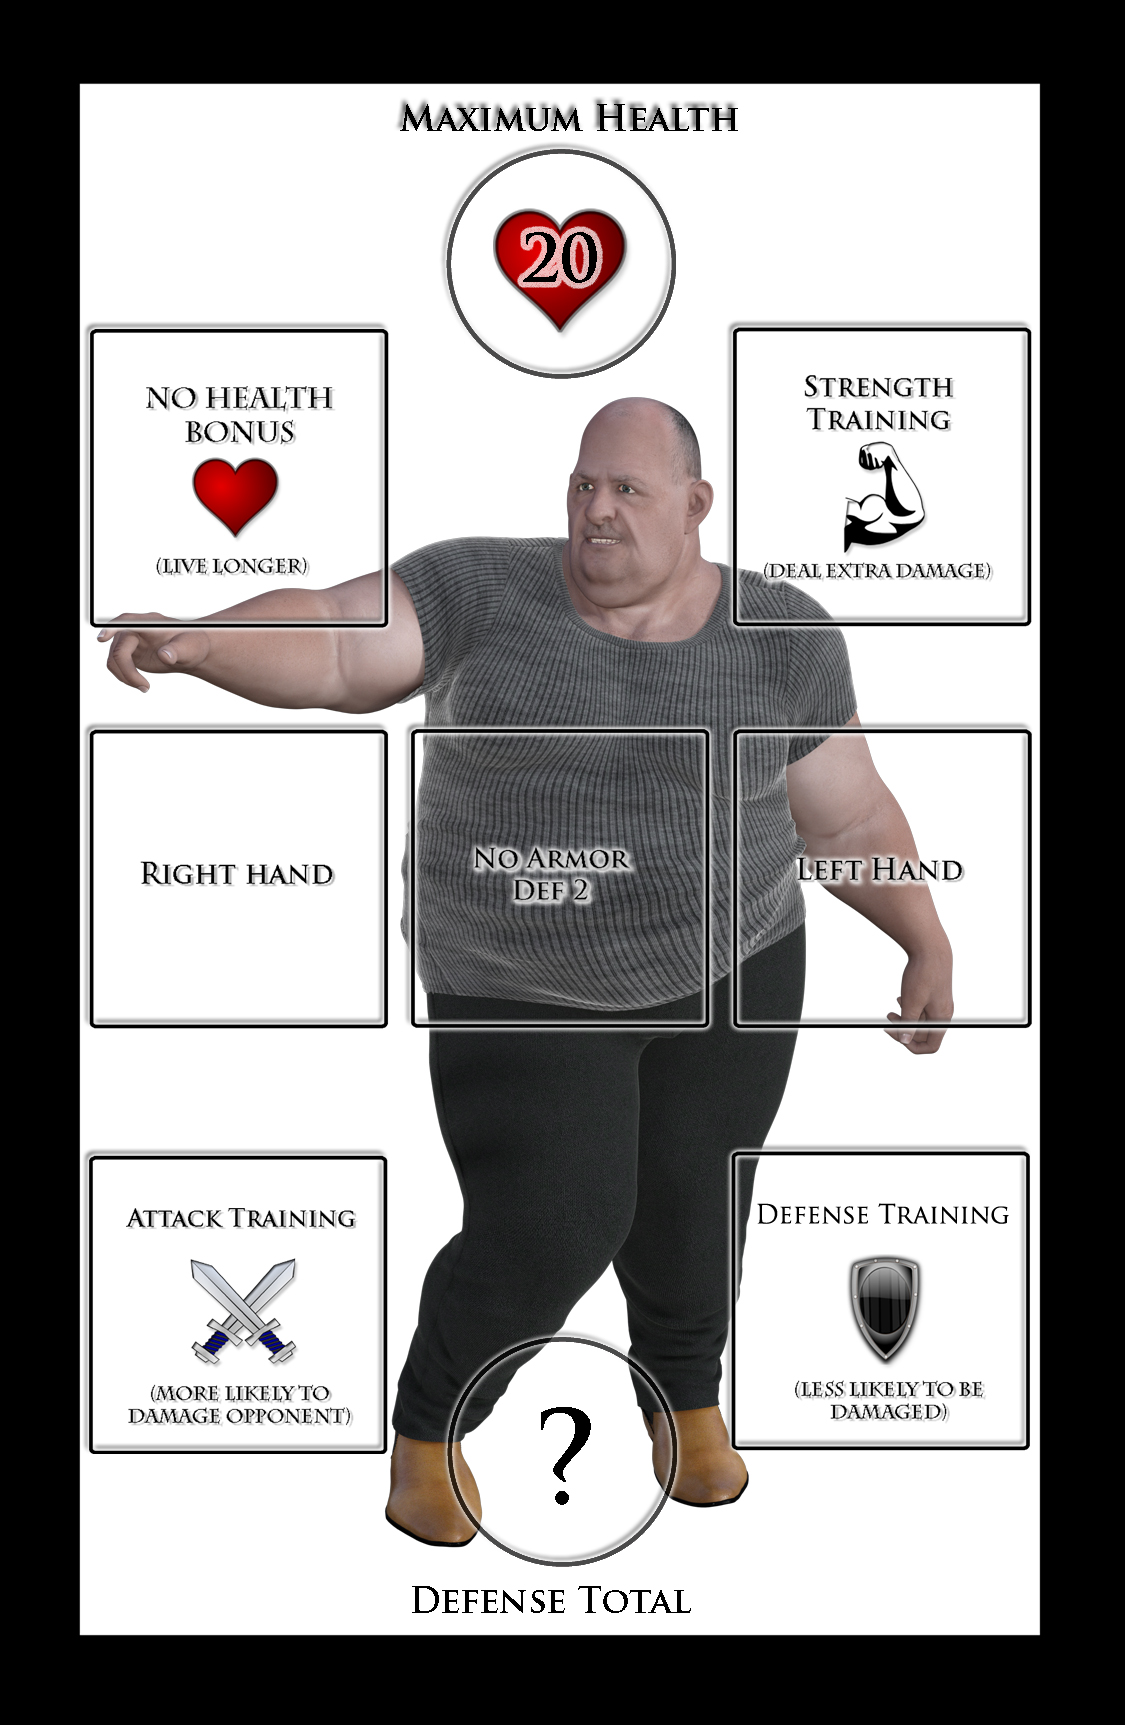 Maximum Health
20
NO HEALTH
BONUS
(LIVE LONGER)
Strength
Training
(DEAL EXTRA DAMAGE)
Right hand
No Armor
Def 2
Left Hand
Attack Training
(MORE LIKELY TO
DAMAGE OPPONENT)
Defense Training
(LESS LIKELY TO BE
DAMAGED)
?
Defense Total